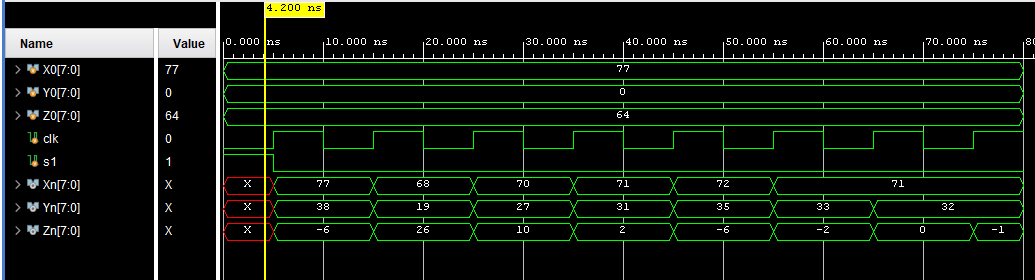 4.200 ns
Name Value 0.000 ns 10.000 ns 20.000 ns 30.000 ns 40.000 ns 50.000 ns 60.000 ns 70.000 ns
X0[7:0] 77 77
Y0[7:0] 0 0
Z0[7:0] 64 64
clk 0
s1 1
Xn[7:0] X X 77 68 70 71 72 71
Yn[7:0] X X 38 19 27 31 35 33 32
Zn[7:0] X X -6 26 10 2 -6 -2 0 -1